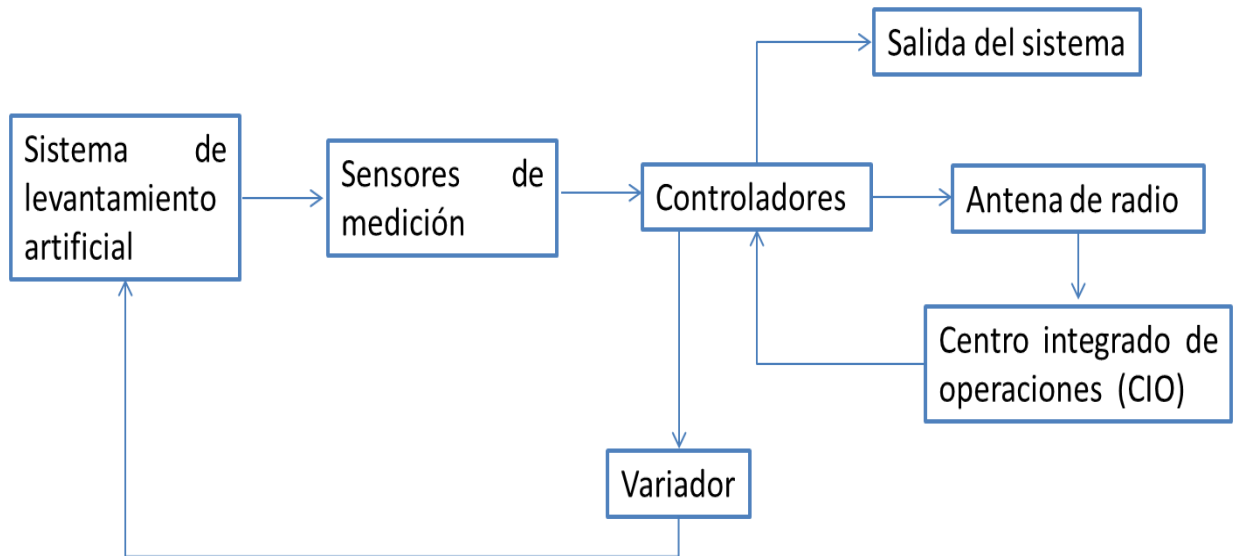 Salida del sistema
Sistema de
levantamiento
artificial
Sensores de
medición
Controladores
Antena de radio
Centro integrado de
operaciones (CIO)
Variador